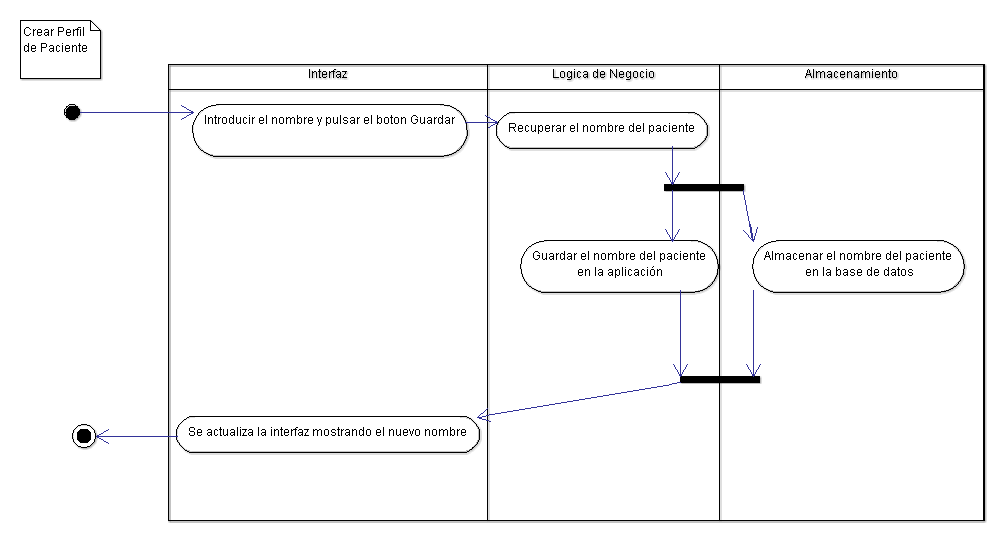 Crear Perfil
de Paciente
Interfaz
Logica de Negocio
Almacenamiento
Introducir el nombre y pulsar el boton Guardar
Recuperar el nombre del paciente
Guardar el nombre del paciente
en la aplicación
Almacenar el nombre del paciente
en la base de datos
Se actualiza la interfaz mostrando el nuevo nombre